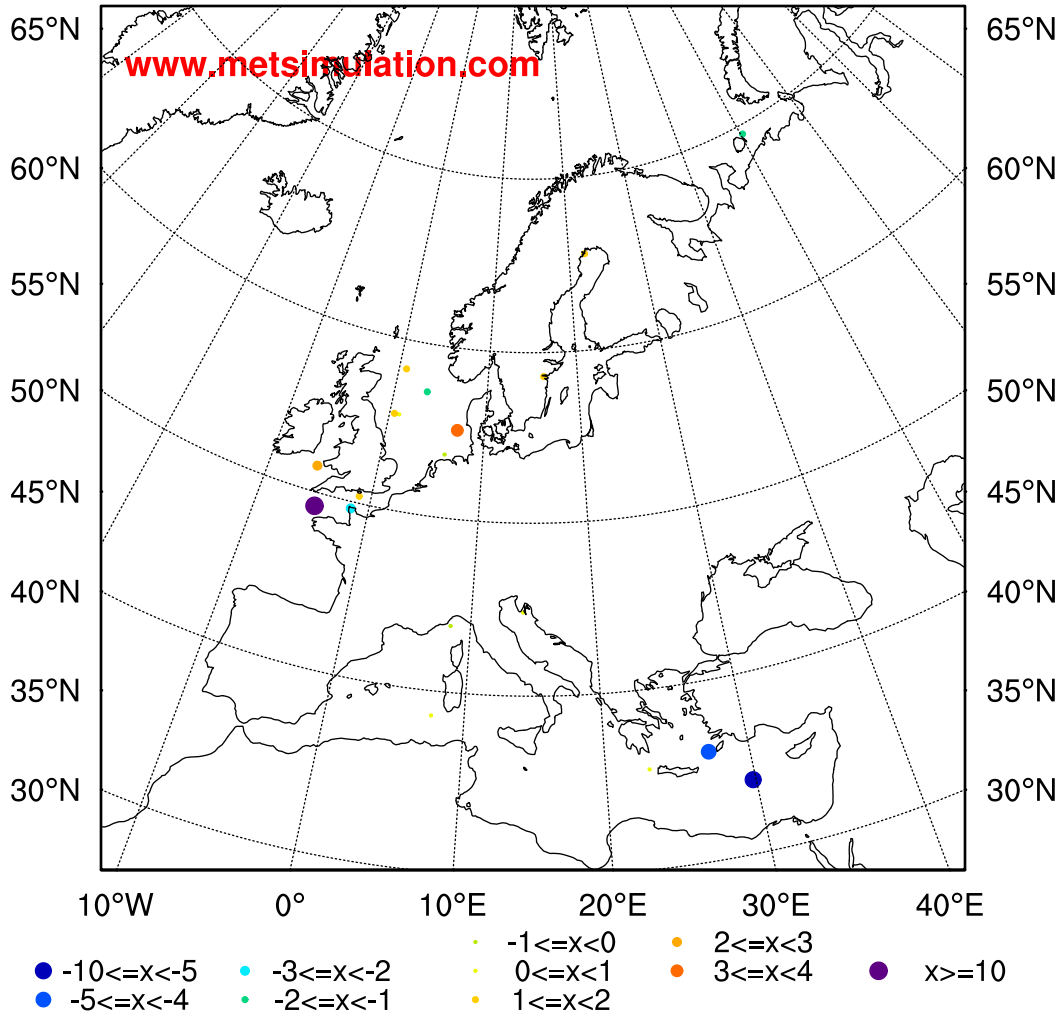 65°N 65°N
www.metsimulation.com
60°N 60°N
55°N 55°N
50°N 50°N
45°N 45°N
40°N 40°N
35°N 35°N
30°N 30°N
10°W 0° 10°E 20°E 30°E 40°E
-1<=x<0 2<=x<3
-10<=x<-5 -3<=x<-2 0<=x<1 3<=x<4 x>=10
-5<=x<-4 -2<=x<-1 1<=x<2